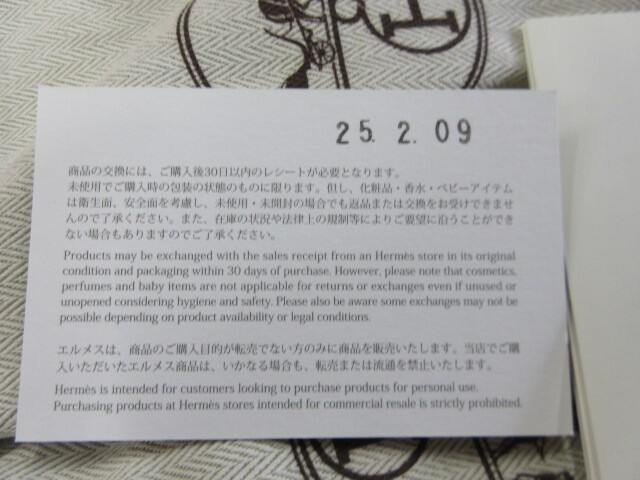 25. 2. 09
商品の交換には、ご購入後30日以内のレシートが必要となります。
未使用でご購入時の包装の状態のものに限ります。但し、化粧品・香水・ベビーアイテム
は衛生面、安全面を考慮し、未使用・未開封の場合でも返品または交換をお受けできませ
んのでご了承ください。また、在庫の状況や法律上の規制等によりご要望に沿うことができ
ない場合もありますのでご了承ください。
Products may be exchanged with the sales receipt from an Hermès store in its original
condition and packaging within 30 days of purchase. However, please note that cosmetics,
perfumes and baby items are not applicable for returns or exchanges even if unused or
unopened considering hygiene and safety. Please also be aware some exchanges may not be
possible depending on product availability or legal conditions.
エルメスは、商品のご購入目的が転売でない方のみに商品を販売いたします。当店でご購
入いただいたエルメス商品は、いかなる場合も、転売または流通を禁止いたします。
Hermès is intended for customers looking to purchase products for personal use.
Purchasing products at Hermès stores intended for commercial resale is strictly prohibited.